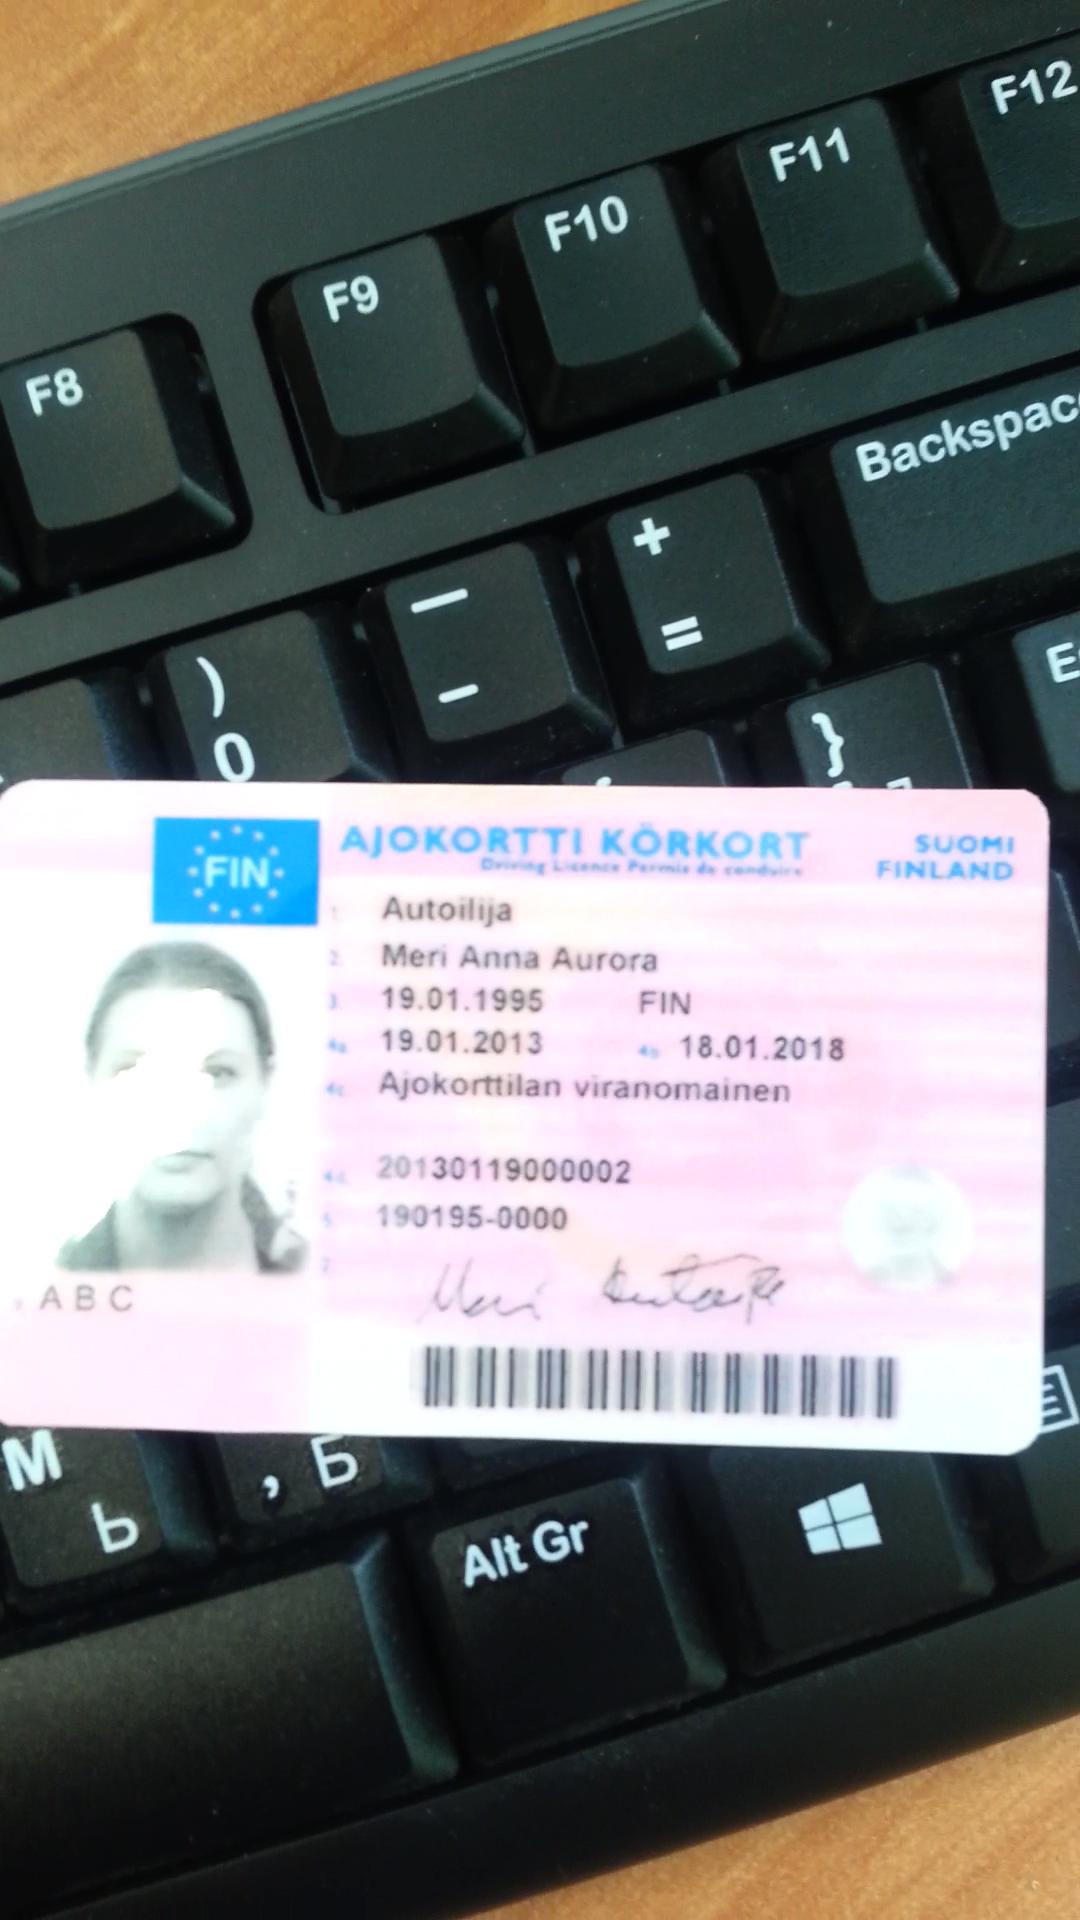 F12
F11
F10
F9
F8
Backspac
+
=
—
-
)
0
}
E
FIN
AJOKORTTI KÖRKORT
SUOMI
FINLAND
Driving Licence Permis de conduire
1. Autoilija
2. Meri Anna Aurora
3. 19.01.1995 FIN
4a. 19.01.2013 4b. 18.01.2018
4c. Ajokorttilan viranomainen
4d. 20130119000002
5. 190195-0000
7. Meri Autoilija
A B C
M
Ь
, Б
Alt Gr